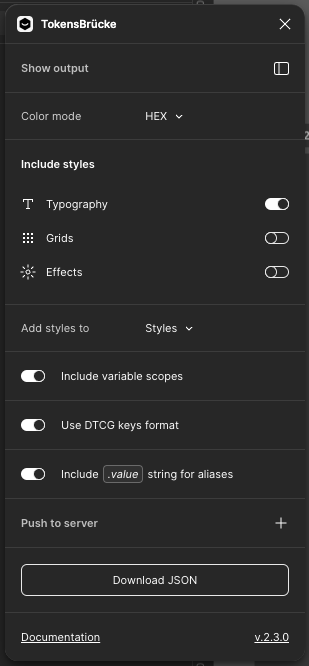 TokensBrücke
Show output
Color mode HEX
Include styles
Typography
Grids
Effects
Add styles to Styles
Include variable scopes
Use DTCG keys format
Include .value string for aliases
Push to server
Download JSON
Documentation v.2.3.0